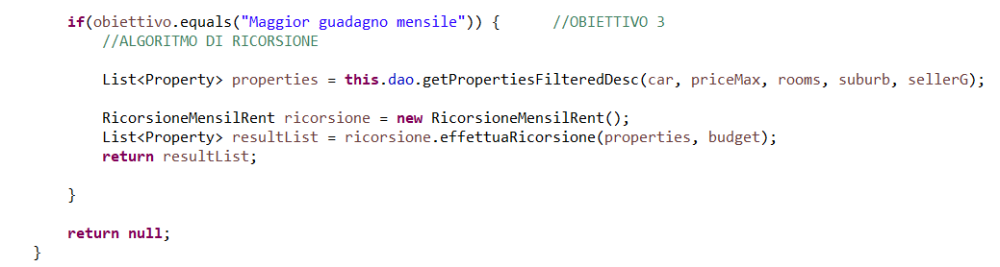 if(obiettivo.equals("Maggior guadagno mensile")) {      //OBIETTIVO 3
//ALGORITMO DI RICORSIONE
List<Property> properties = this.dao.getPropertiesFilteredDesc(car, priceMax, rooms, suburb, sellerG);
RicorsioneMensilRent ricorsione = new RicorsioneMensilRent();
List<Property> resultList = ricorsione.effettuaRicorsione(properties, budget);
return resultList;
}
return null;
}